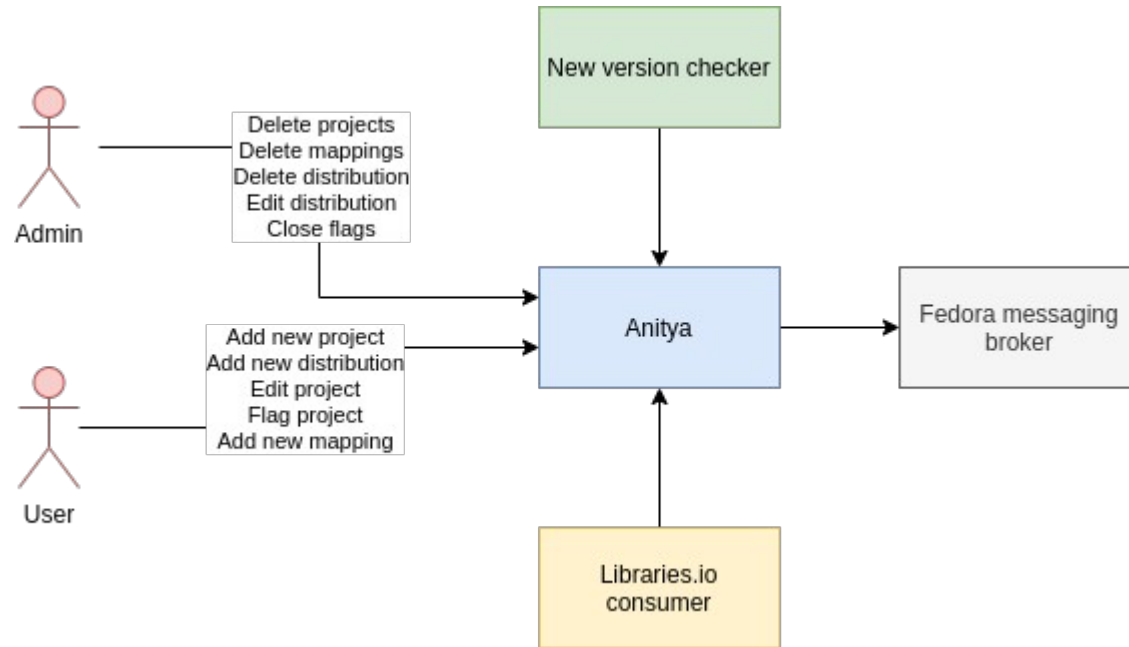 New version checker
Delete projects
Delete mappings
Delete distribution
Edit distribution
Close flags
Admin
Anitya
Fedora messaging
broker
Add new project
Add new distribution
Edit project
Flag project
Add new mapping
User
Libraries.io
consumer